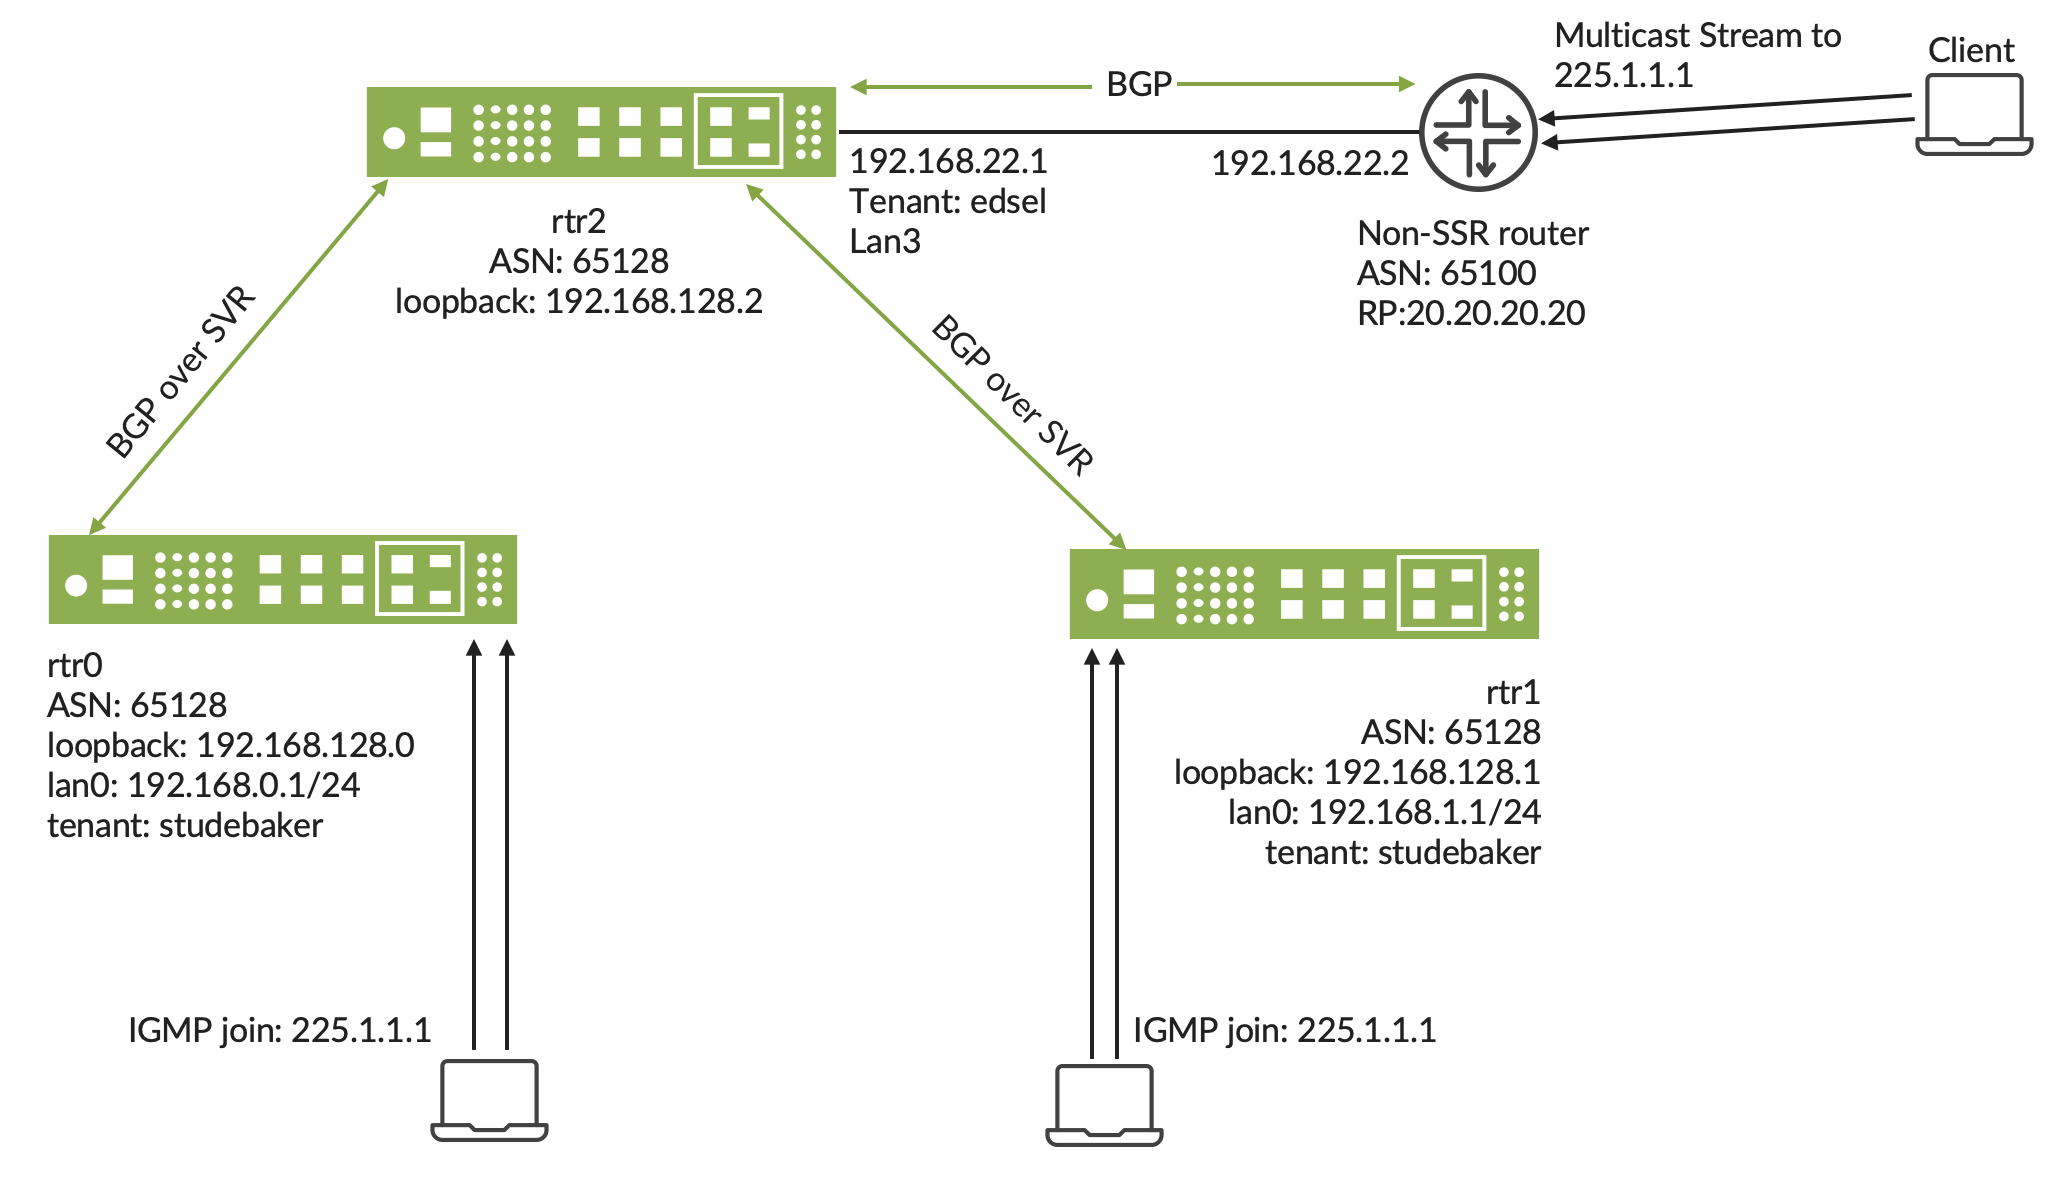 Multicast Stream to
225.1.1.1
Client
BGP
192.168.22.1
Tenant: edsel
Lan3
192.168.22.2
rtr2
ASN: 65128
loopback: 192.168.128.2
Non-SSR router
ASN: 65100
RP:20.20.20.20
BGP over SVR
BGP over SVR
rtr0
ASN: 65128
loopback: 192.168.128.0
lan0: 192.168.0.1/24
tenant: studebaker
rtr1
ASN: 65128
loopback: 192.168.128.1
lan0: 192.168.1.1/24
tenant: studebaker
IGMP join: 225.1.1.1
IGMP join: 225.1.1.1